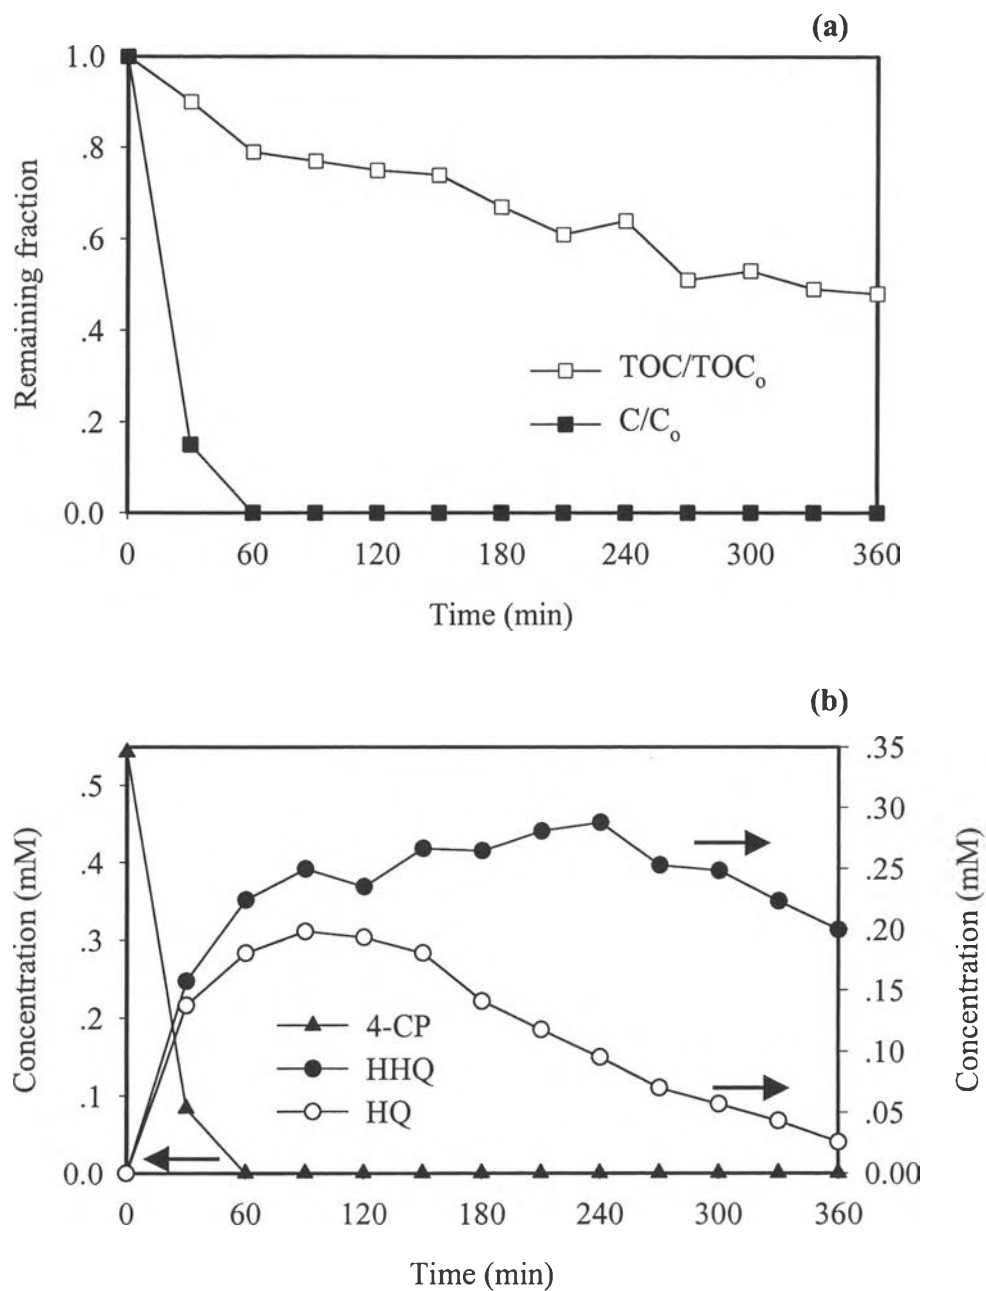 (a)
1.0
.8
.6
.4
.2
0.0
Remaining fraction
TOC/TOCo
C/Co
0 60 120 180 240 300 360
Time (min)
(b)
.5
.4
.3
.2
.1
0.0
Concentration (mM)
4-CP
HHQ
HQ
.35
.30
.25
.20
.15
.10
.05
0.00
Concentration (mM)
0 60 120 180 240 300 360
Time (min)